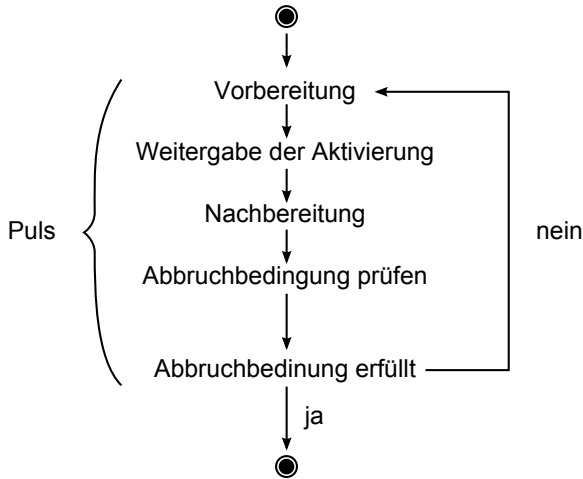 Vorbereitung
Weitergabe der Aktivierung
Nachbereitung
Puls
nein
Abbruchbedingung prüfen
Abbruchbedinung erfüllt
ja